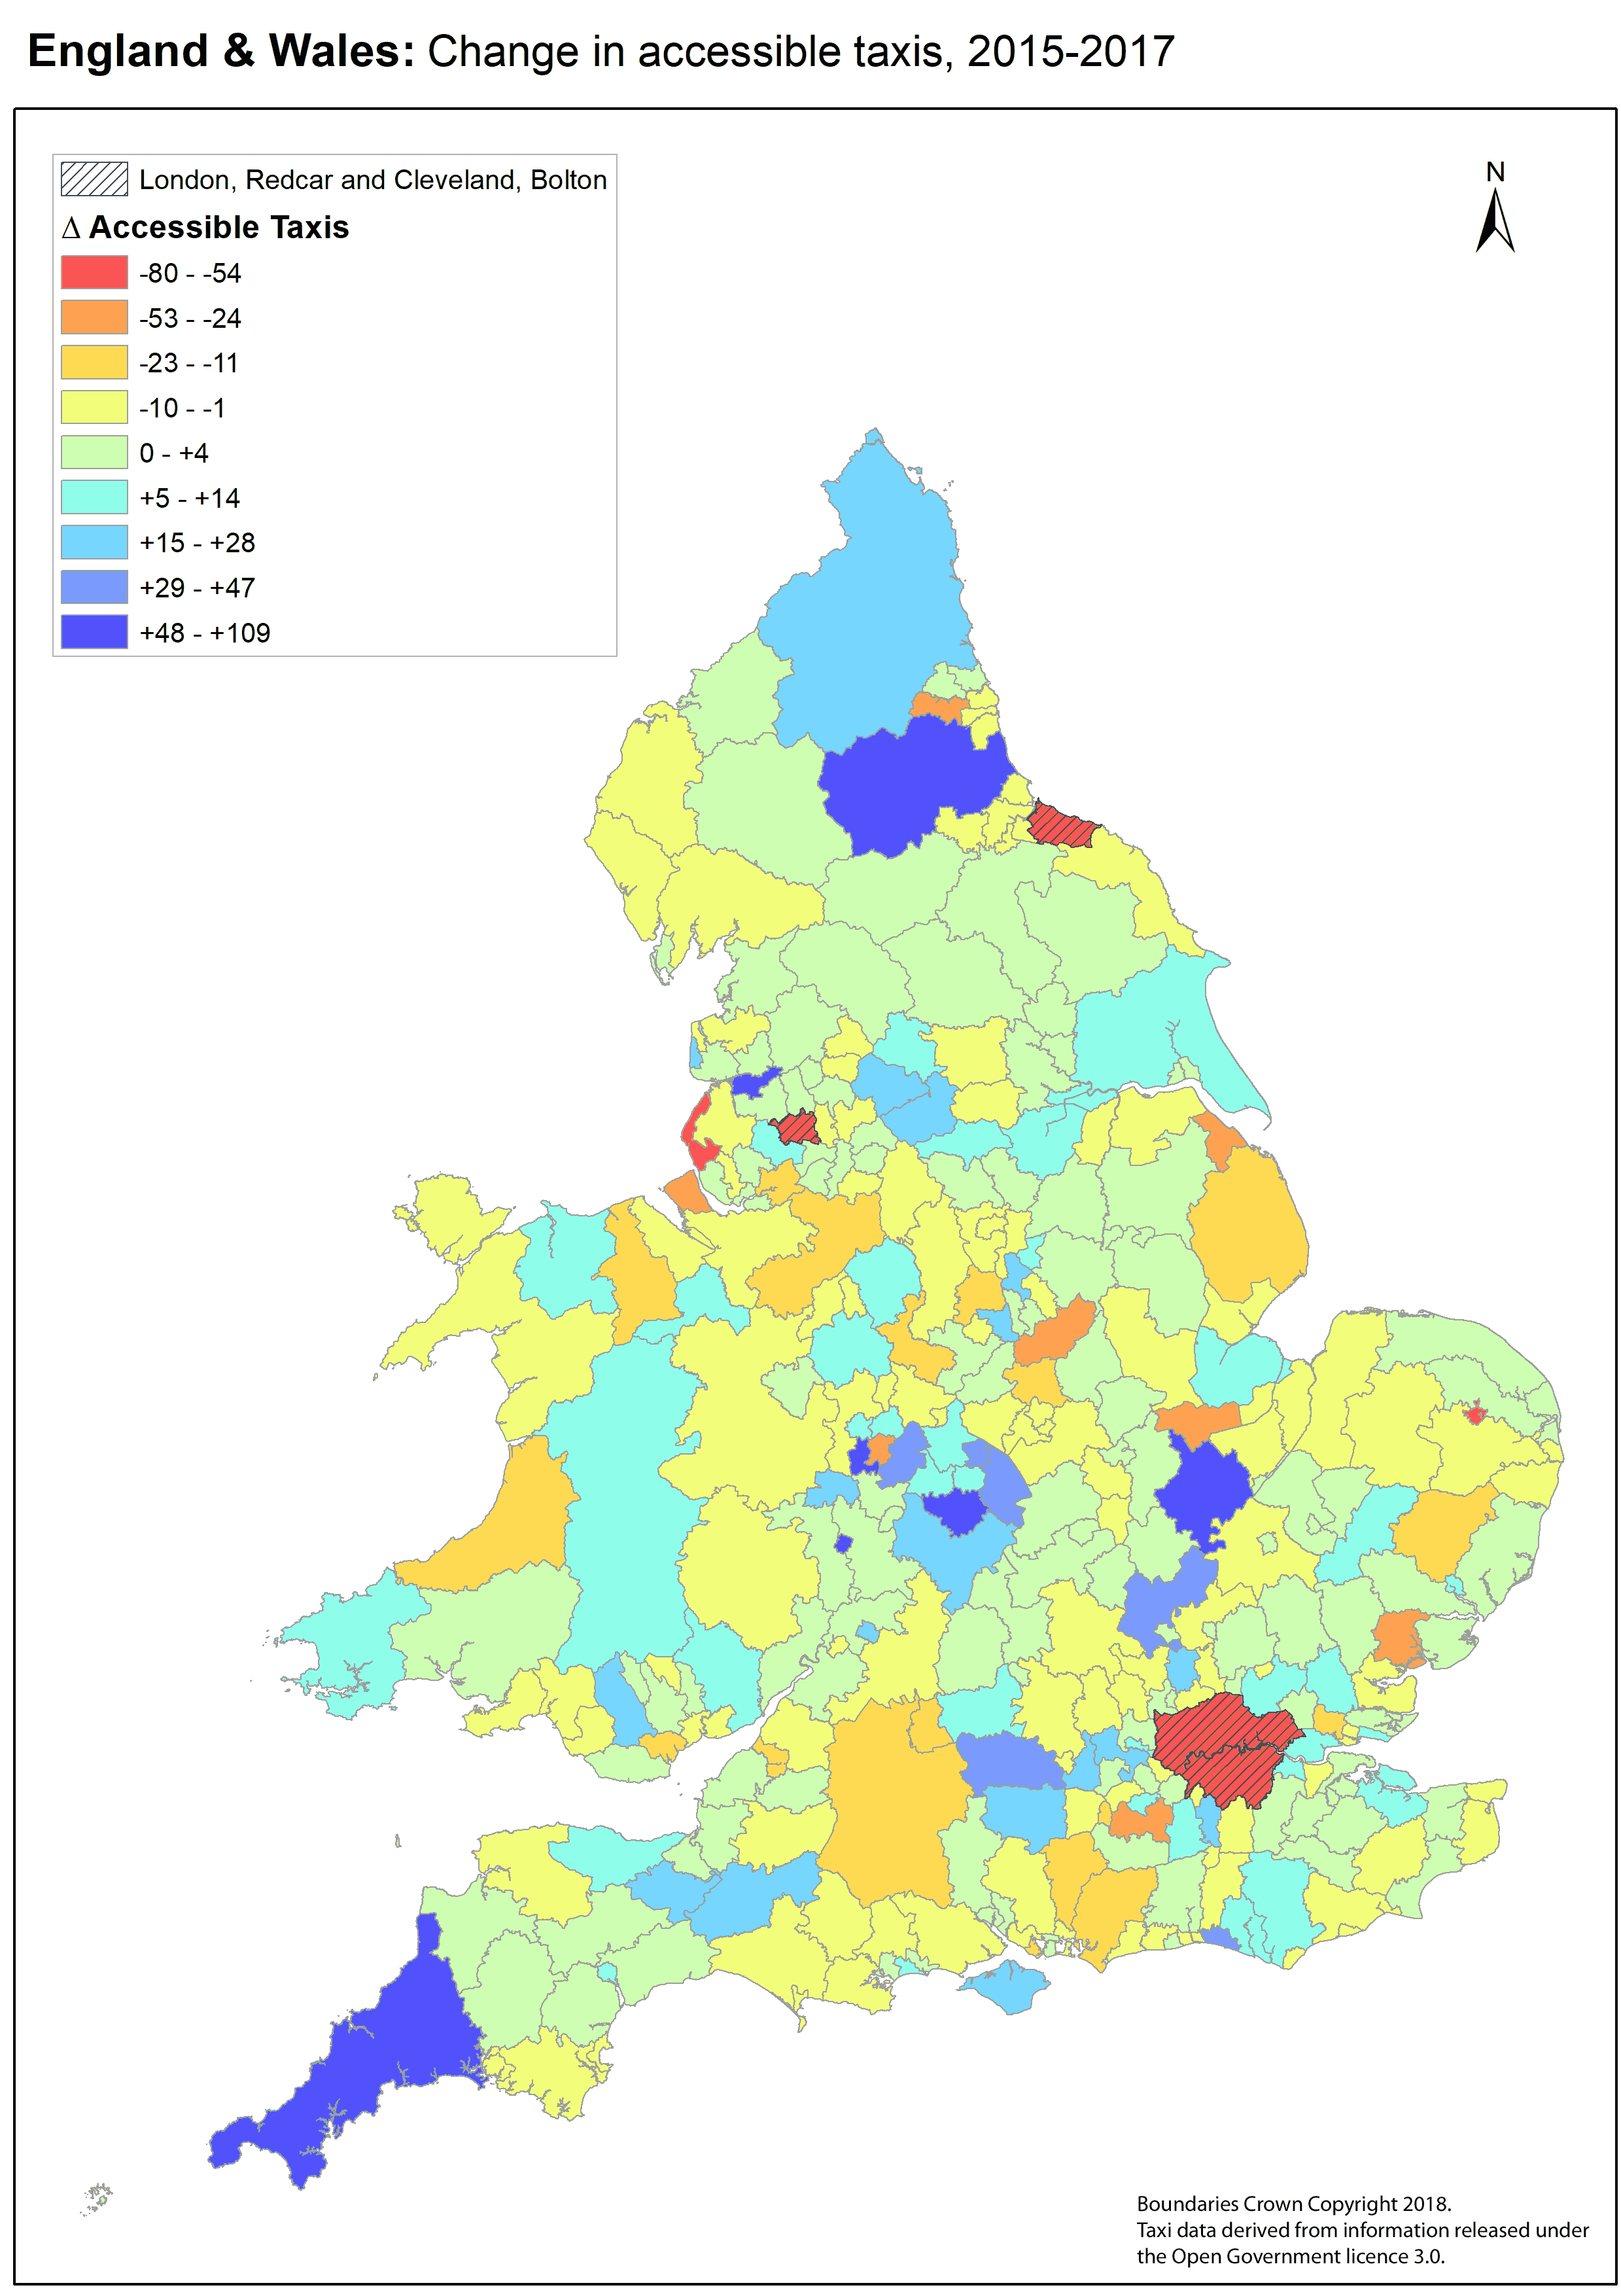 England & Wales: Change in accessible taxis, 2015-2017
London, Redcar and Cleveland, Bolton
Δ Accessible Taxis
-80 - -54
-53 - -24
-23 - -11
-10 - -1
0 - +4
+5 - +14
+15 - +28
+29 - +47
+48 - +109
N
Boundaries Crown Copyright 2018.
Taxi data derived from information released under
the Open Government licence 3.0.